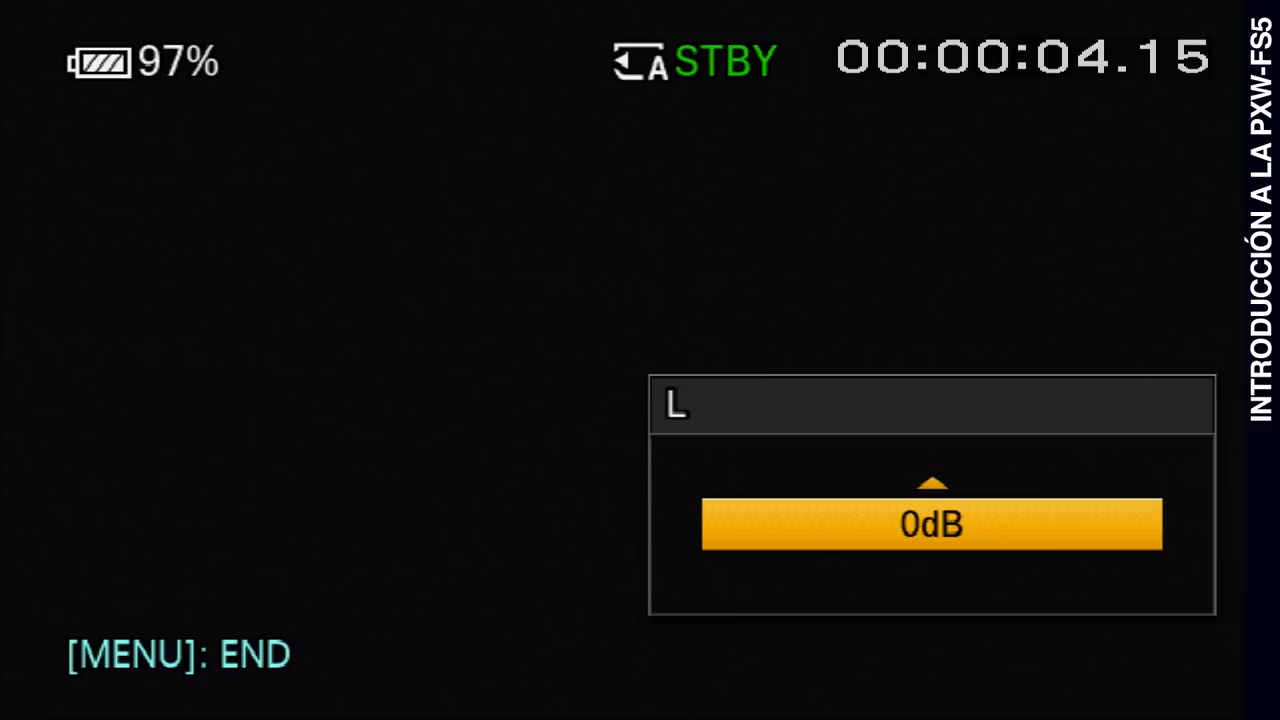 97%
A STBY
00:00:04.15
L
0dB
[MENU]: END
INTRODUCCIÓN A LA PXW-FS5